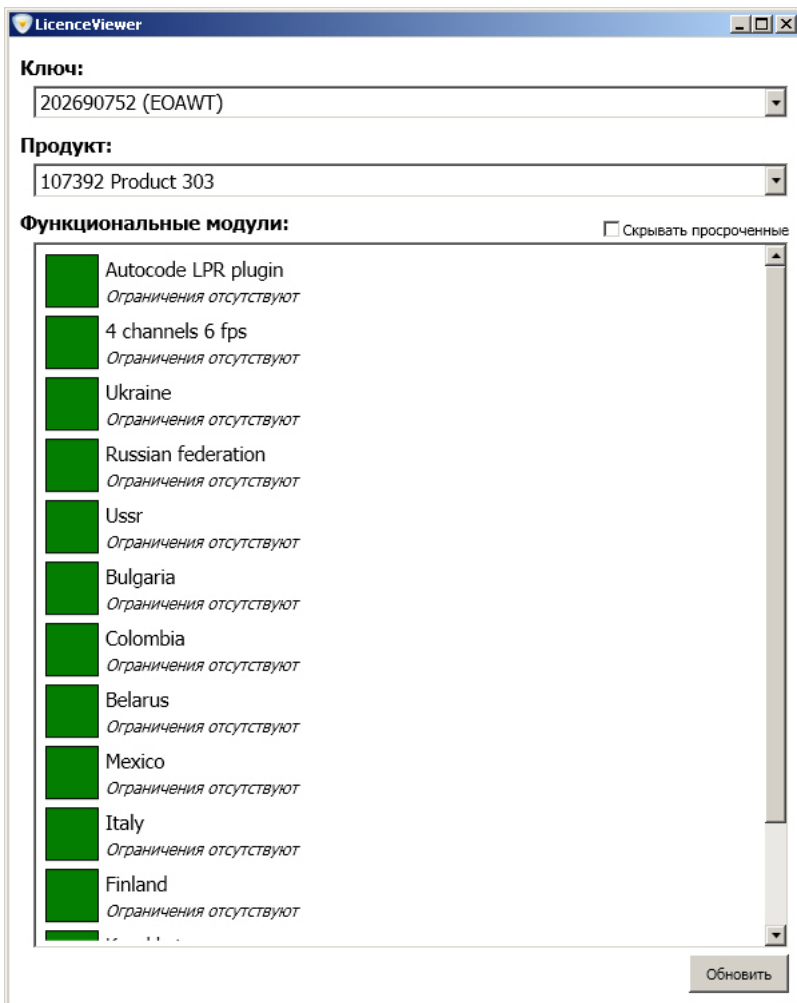 LicenceViewer
Ключ:
202690752 (EOAWT)
Продукт:
107392 Product 303
Функциональные модули:
Скрывать просроченные
Autocode LPR plugin
Ограничения отсутствуют
4 channels 6 fps
Ограничения отсутствуют
Ukraine
Ограничения отсутствуют
Russian federation
Ограничения отсутствуют
Ussr
Ограничения отсутствуют
Bulgaria
Ограничения отсутствуют
Colombia
Ограничения отсутствуют
Belarus
Ограничения отсутствуют
Mexico
Ограничения отсутствуют
Italy
Ограничения отсутствуют
Finland
Ограничения отсутствуют
Обновить